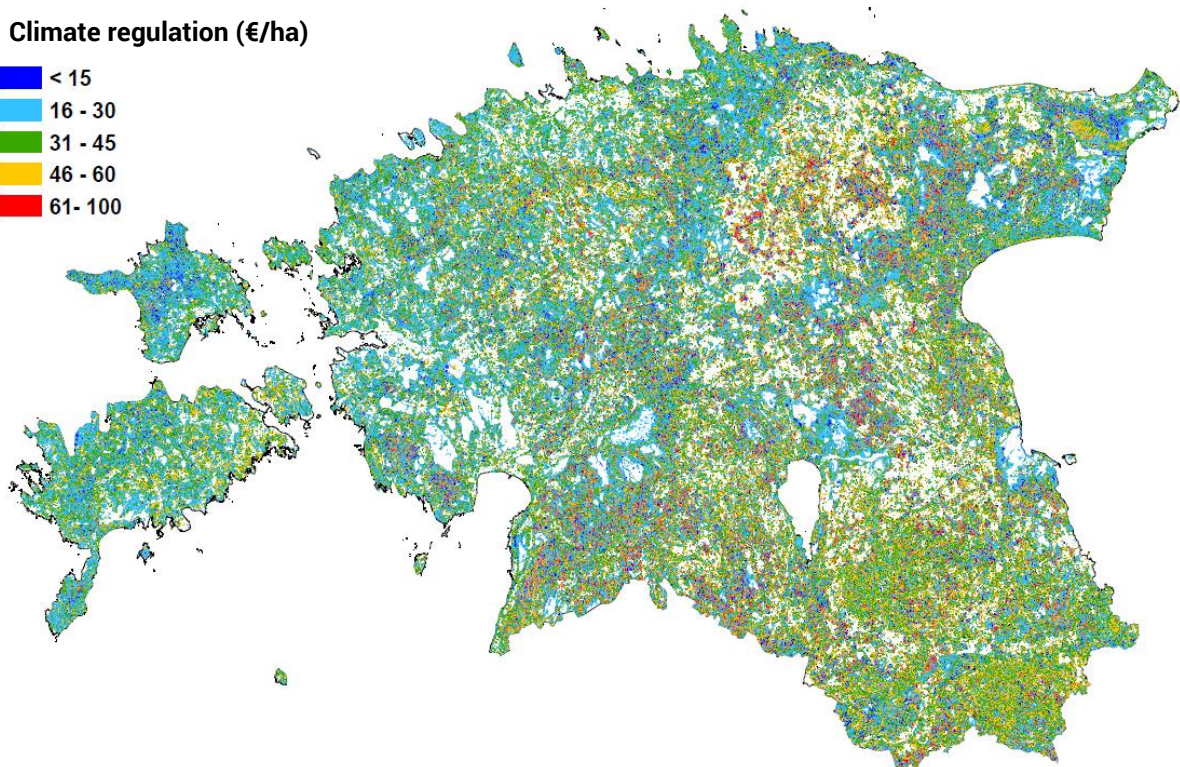 Climate regulation (€/ha)
< 15
16 - 30
31 - 45
46 - 60
61- 100